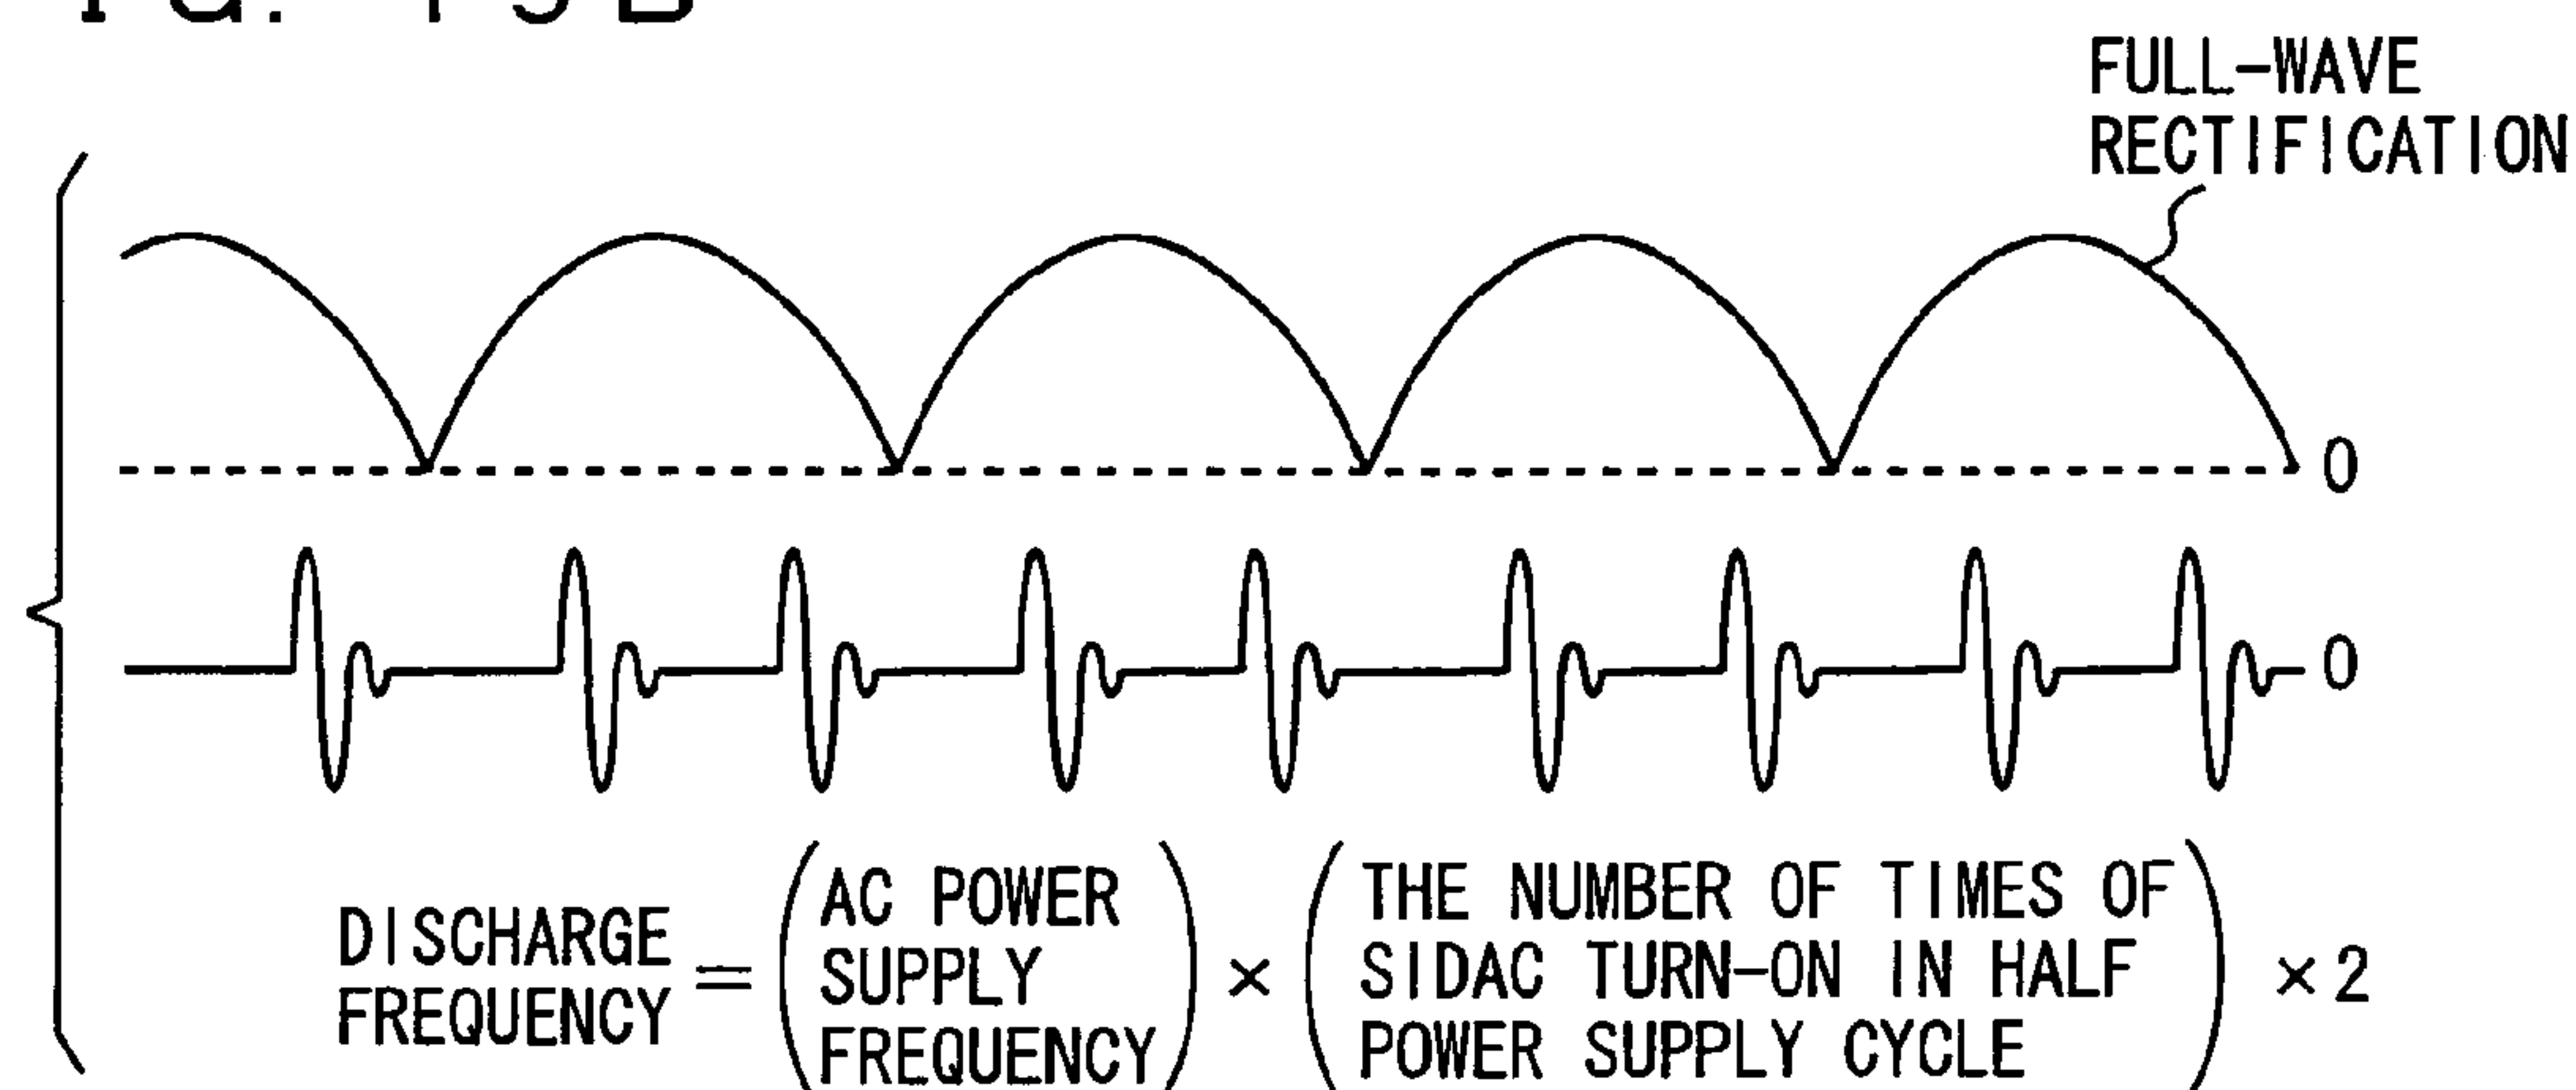 FULL-WAVE
RECTIFICATION
0
0
DISCHARGE
FREQUENCY
=
AC POWER
SUPPLY
FREQUENCY
×
THE NUMBER OF TIMES OF
SIDAC TURN-ON IN HALF
POWER SUPPLY CYCLE
×2